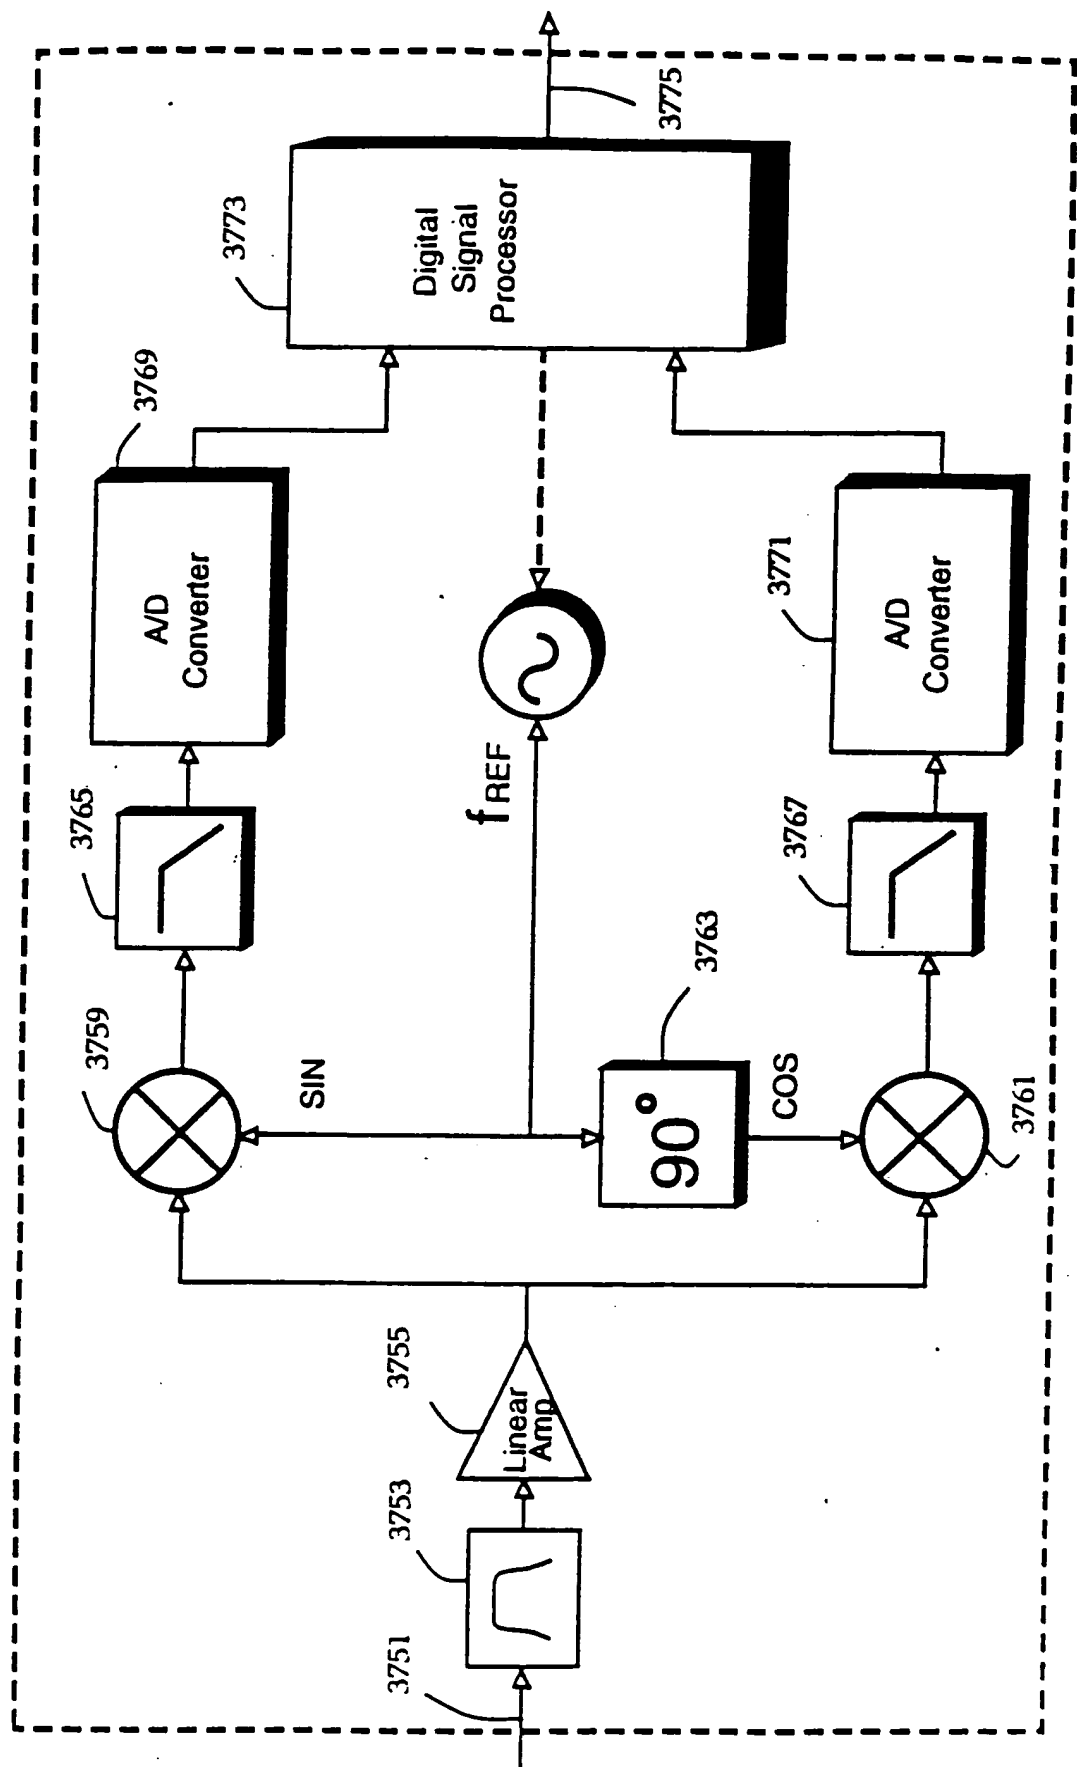 3751
3753
3755
Linear
Amp
3759
SIN
3761
COS
90°
3763
fREF
3765
3767
A/D
Converter
3769
A/D
Converter
3771
Digital
Signal
Processor
3773
3775